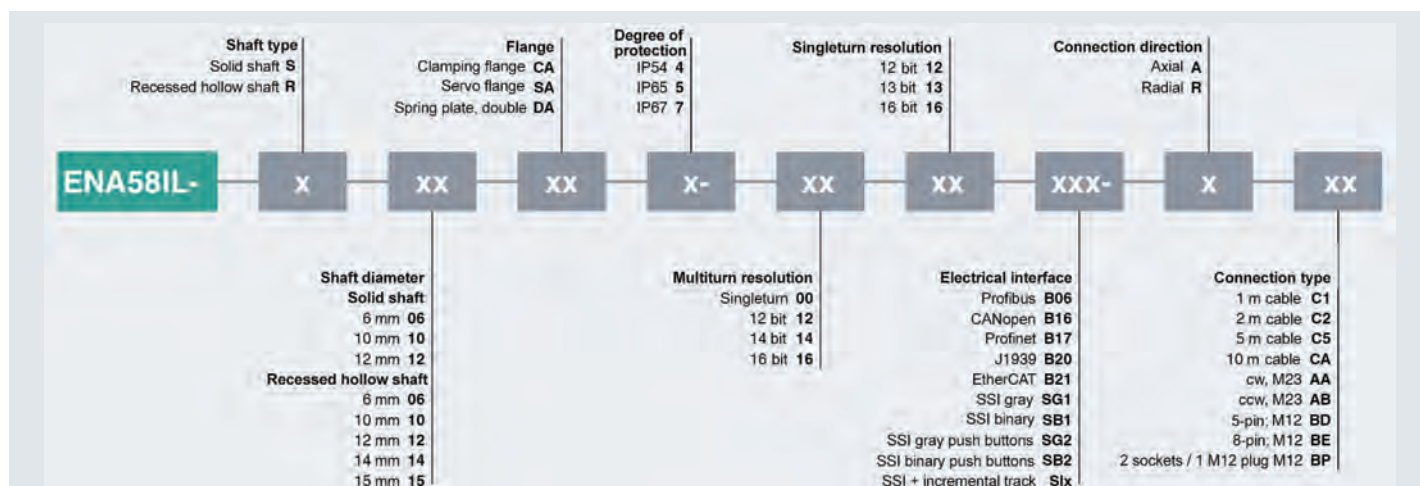 Shaft type
Solid shaft S
Recessed hollow shaft R
Flange
Clamping flange CA
Servo flange SA
Spring plate, double DA
Degree of
protection
IP54 4
IP65 5
IP67 7
Singleturn resolution
12 bit 12
13 bit 13
16 bit 16
Connection direction
Axial A
Radial R
ENA58IL- x xx xx x- xx xx xxx- x xx
Shaft diameter
Solid shaft
6 mm 06
10 mm 10
12 mm 12
Recessed hollow shaft
6 mm 06
10 mm 10
12 mm 12
14 mm 14
15 mm 15
Multiturn resolution
Singleturn 00
12 bit 12
14 bit 14
16 bit 16
Electrical interface
Profibus B06
CANopen B16
Profinet B17
J1939 B20
EtherCAT B21
SSI gray SG1
SSI binary SB1
SSI gray push buttons SG2
SSI binary push buttons SB2
SSI + incremental track SIx
Connection type
1 m cable C1
2 m cable C2
5 m cable C5
10 m cable CA
cw, M23 AA
ccw, M23 AB
5-pin; M12 BD
8-pin; M12 BE
2 sockets / 1 M12 plug M12 BP